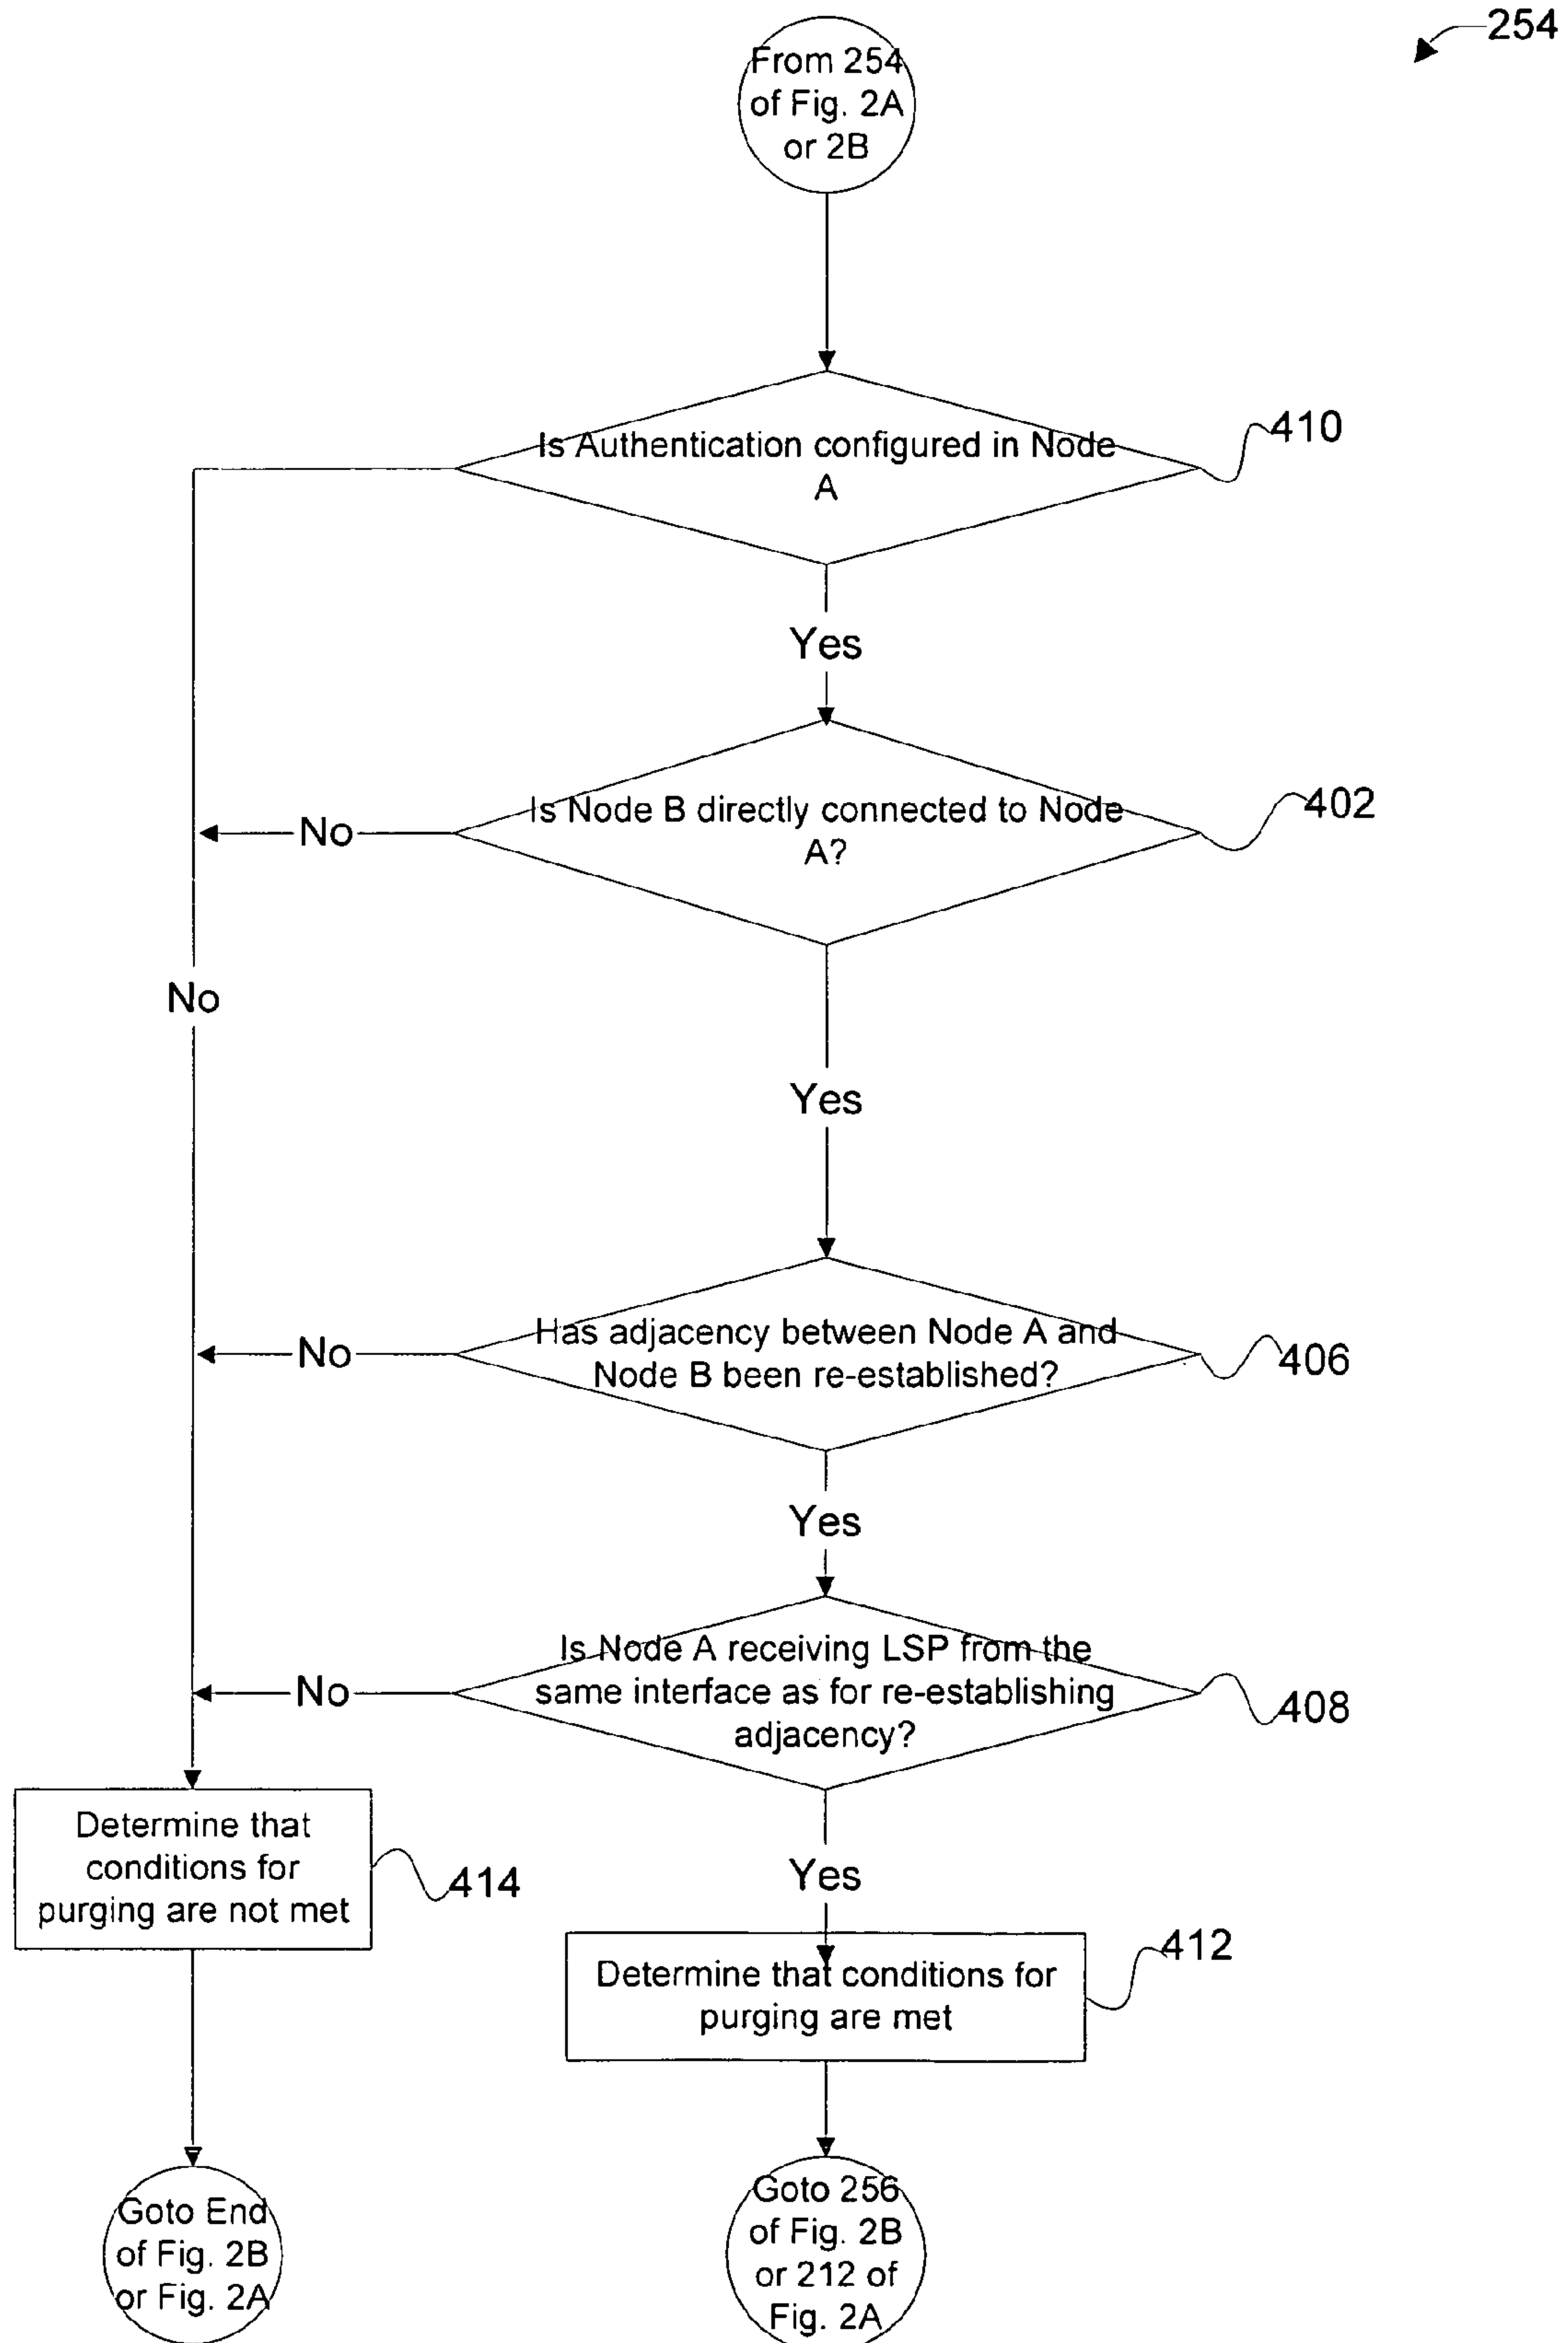 254
From 254
of Fig. 2A
or 2B
Is Authentication configured in Node
A
410
Yes
Is Node B directly connected to Node
A?
402
No
No
Yes
Has adjacency between Node A and
Node B been re-established?
406
No
Yes
Is Node A receiving LSP from the
same interface as for re-establishing
adjacency?
408
No
Determine that
conditions for
purging are not met
414
Yes
Determine that conditions for
purging are met
412
Goto End
of Fig. 2B
or Fig. 2A
Goto 256
of Fig. 2B
or 212 of
Fig. 2A